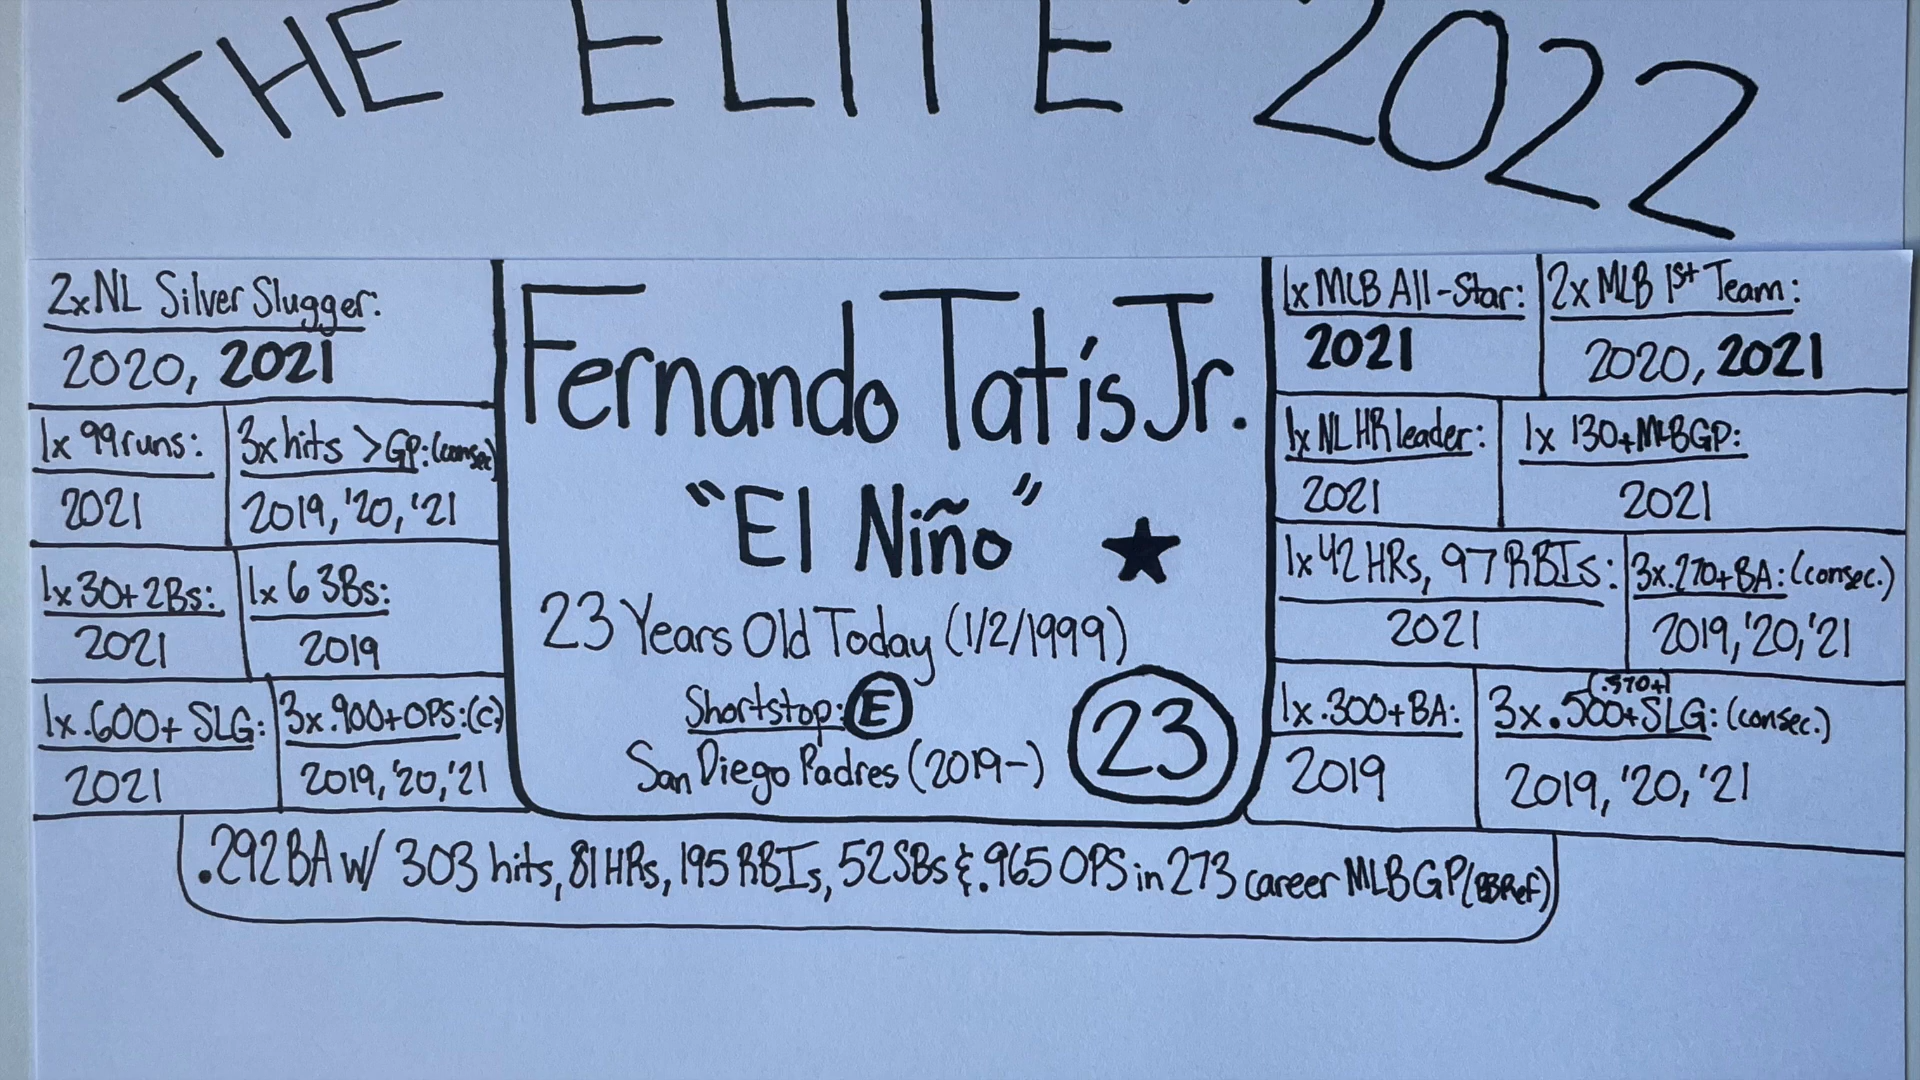 THE ELITE 2022
2x NL Silver Slugger:
2020, 2021
1x 99 runs:
2021
3x hits > GP: (consec)
2019, '20, '21
1x 30+ 2Bs:
2021
1x 6 3Bs:
2019
1x .600+ SLG:
2021
3x .900+ OPS: (c.)
2019, '20, '21
Fernando Tatís Jr.
"El Niño" ★
23 Years Old Today (1/2/1999)
Shortstop: E
San Diego Padres (2019-)
23
1x MLB All-Star:
2021
2x MLB 1st Team:
2020, 2021
1x NL HR leader:
2021
1x 130+ MLB GP:
2021
1x 42 HRs, 97 RBIs:
2021
3x .270+ BA: (consec.)
2019, '20, '21
1x .300+ BA:
2019
(.570+)
3x .500+ SLG: (consec.)
2019, '20, '21
.292 BA w/ 303 hits, 81 HRs, 195 RBIs, 52 SBs & .965 OPS in 273 career MLB GP (BBRef)